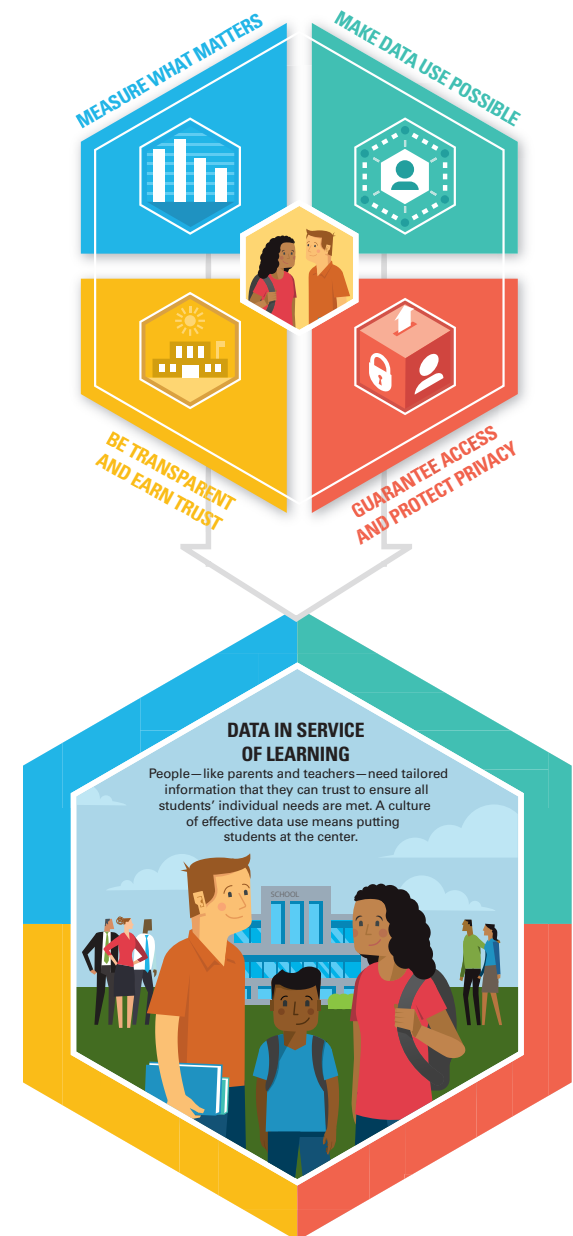 MEASURE WHAT MATTERS
MAKE DATA USE POSSIBLE
BE TRANSPARENT
AND EARN TRUST
GUARANTEE ACCESS
AND PROTECT PRIVACY
DATA IN SERVICE
OF LEARNING
People—like parents and teachers—need tailored
information that they can trust to ensure all
students’ individual needs are met. A culture
of effective data use means putting
students at the center.
SCHOOL